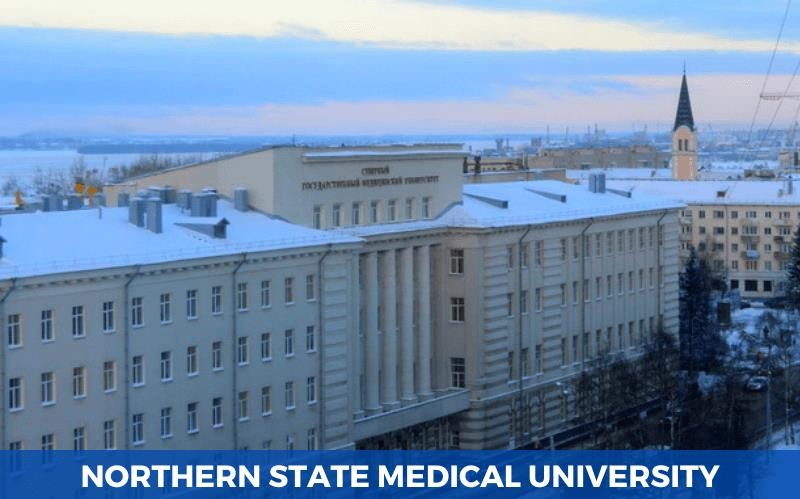 СЕВЕРНЫЙ
ГОСУДАРСТВЕННЫЙ МЕДИЦИНСКИЙ УНИВЕРСИТЕТ
NORTHERN STATE MEDICAL UNIVERSITY